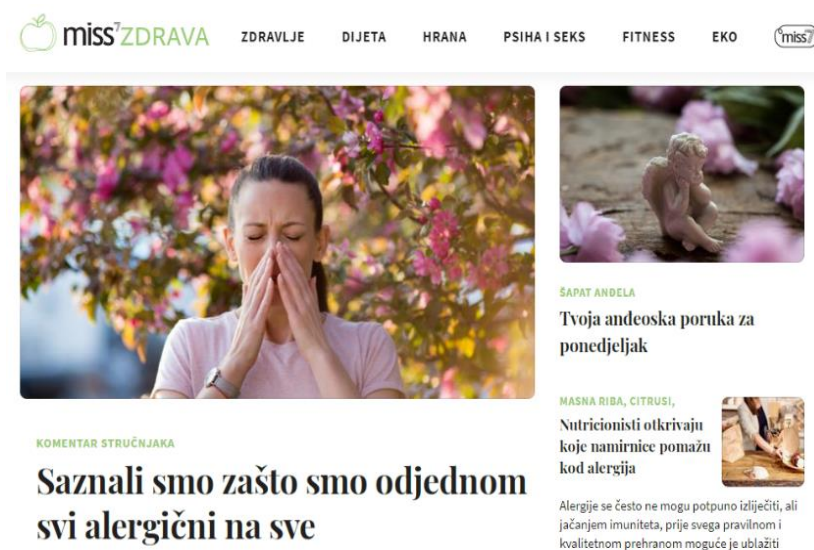 miss7ZDRAVA ZDRAVLJE DIJETA HRANA PSIHA I SEKS FITNESS EKO miss7
KOMENTAR STRUČNJAKA
Saznali smo zašto smo odjednom
svi alergični na sve
ŠAPAT ANĐELA
Tvoja anđeoska poruka za
ponedjeljak
MASNA RIBA, CITRUSI,
Nutricionisti otkrivaju
koje namirnice pomažu
kod alergija
Alergije se često ne mogu potpuno izliječiti, ali
jačanjem imuniteta, prije svega pravilnom i
kvalitetnom prehranom moguće je ublažiti